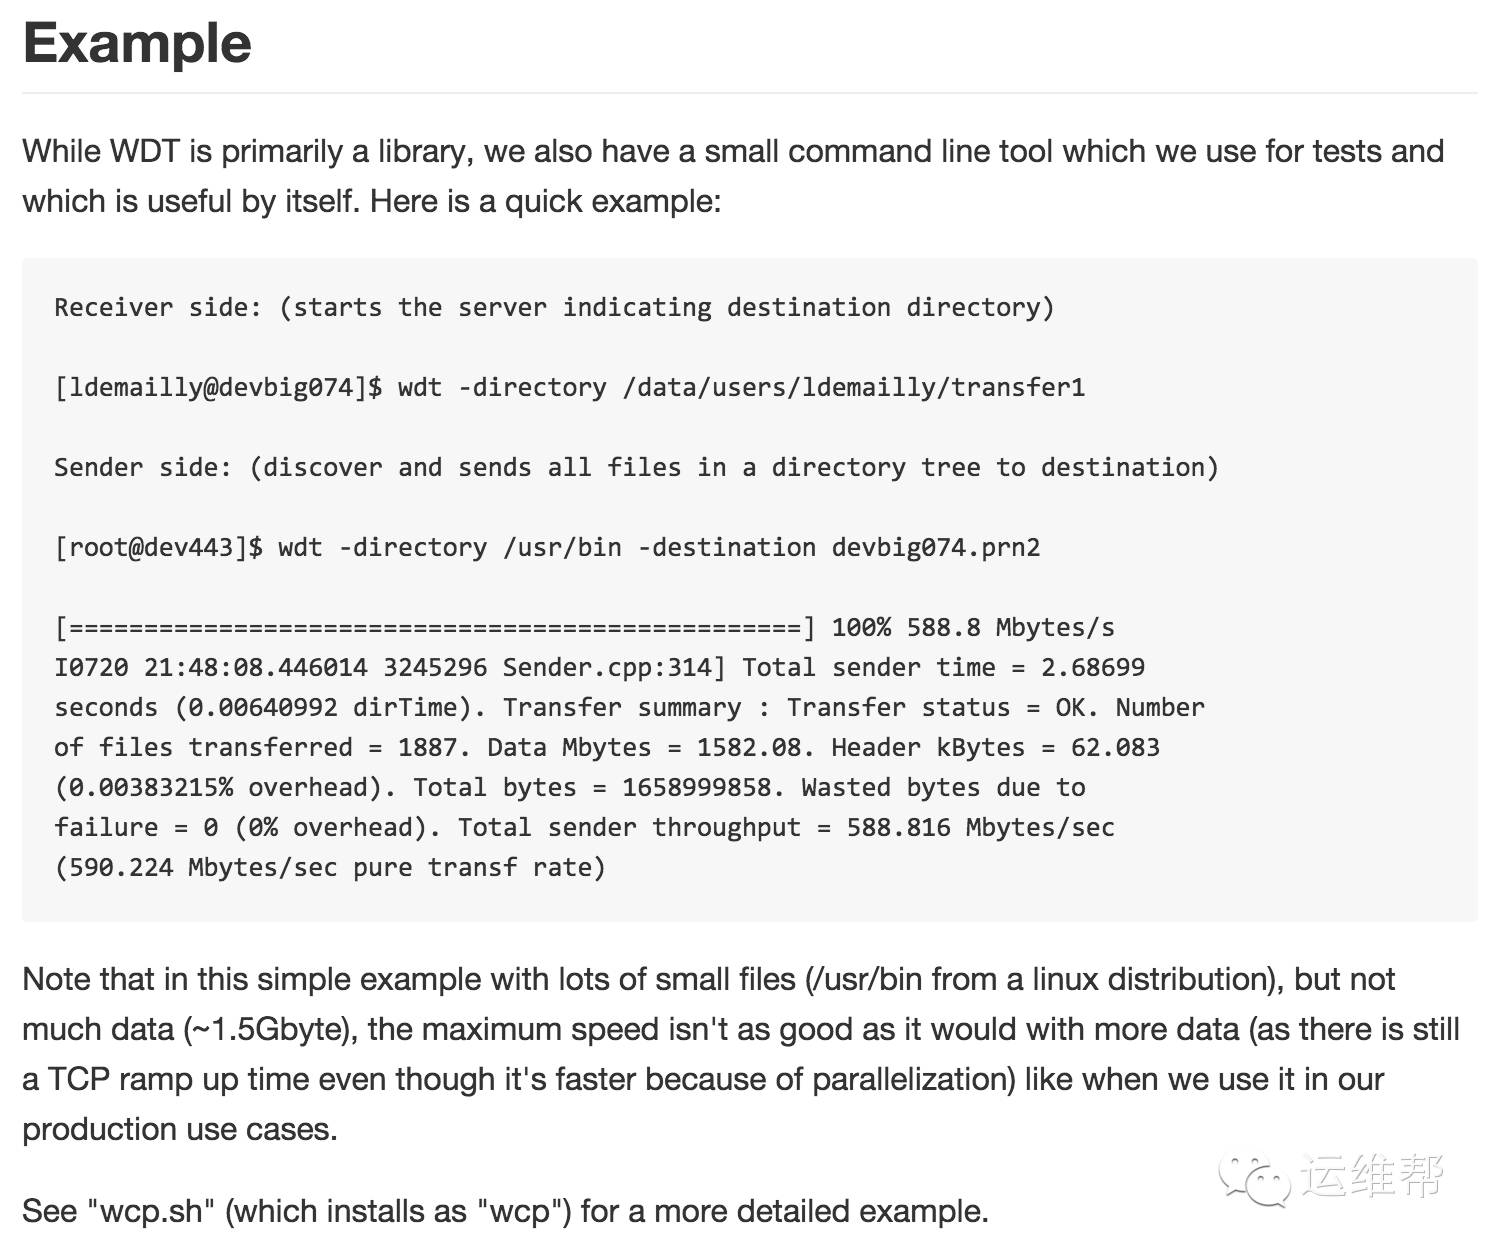 Example
While WDT is primarily a library, we also have a small command line tool which we use for tests and
which is useful by itself. Here is a quick example:
Receiver side: (starts the server indicating destination directory)
[ldemailly@devbig074]$ wdt -directory /data/users/ldemailly/transfer1
Sender side: (discover and sends all files in a directory tree to destination)
[root@dev443]$ wdt -directory /usr/bin -destination devbig074.prn2
[=================================================] 100% 588.8 Mbytes/s
I0720 21:48:08.446014 3245296 Sender.cpp:314] Total sender time = 2.68699
seconds (0.00640992 dirTime). Transfer summary : Transfer status = OK. Number
of files transferred = 1887. Data Mbytes = 1582.08. Header kBytes = 62.083
(0.00383215% overhead). Total bytes = 1658999858. Wasted bytes due to
failure = 0 (0% overhead). Total sender throughput = 588.816 Mbytes/sec
(590.224 Mbytes/sec pure transf rate)
Note that in this simple example with lots of small files (/usr/bin from a linux distribution), but not
much data (~1.5Gbyte), the maximum speed isn't as good as it would with more data (as there is still
a TCP ramp up time even though it's faster because of parallelization) like when we use it in our
production use cases.
运维帮
See "wcp.sh" (which installs as "wcp") for a more detailed example.